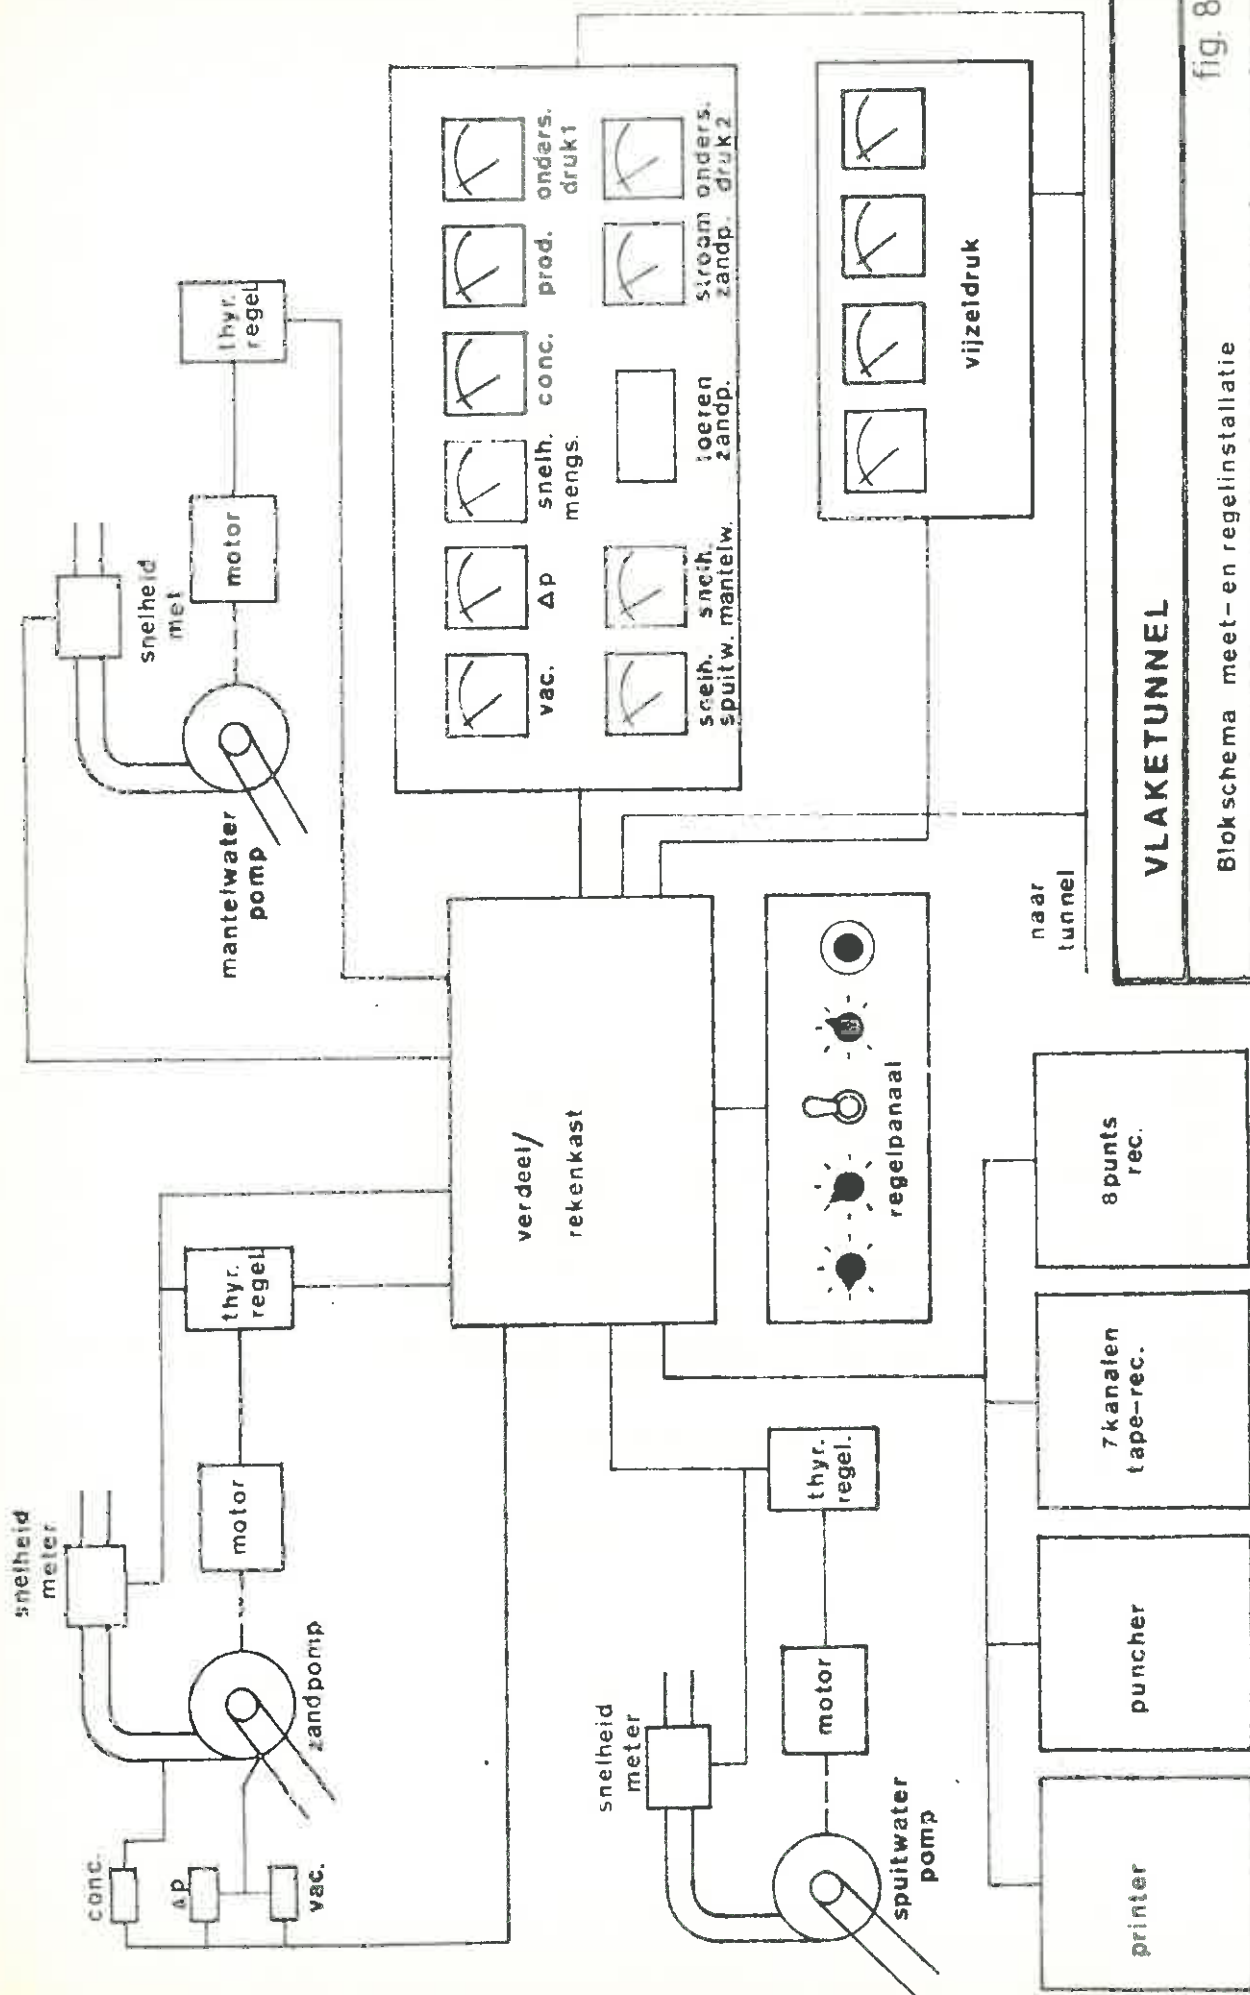 snelheid
meter
conc.
Δp
vac.
zandpomp
motor
thyr.
regel.
mantelwater
pomp
snelheid
met
motor
thyr.
regel.
vac.
Δp
snelh.
mengs.
conc.
prod.
onders.
druk1
snelh.
spuitw.
snelh.
mantelw.
toeren
zandp.
stroom
zandp.
onders.
druk2
verdeel/
rekenkast
vijzeldruk
regelpanaal
snelheid
meter
spuitwater
pomp
motor
thyr.
regel.
naar
tunnel
printer
puncher
7kanalen
tape-rec.
8punts
rec.
VLAKETUNNEL
Blokschema meet- en regelinstallatie
fig. 8